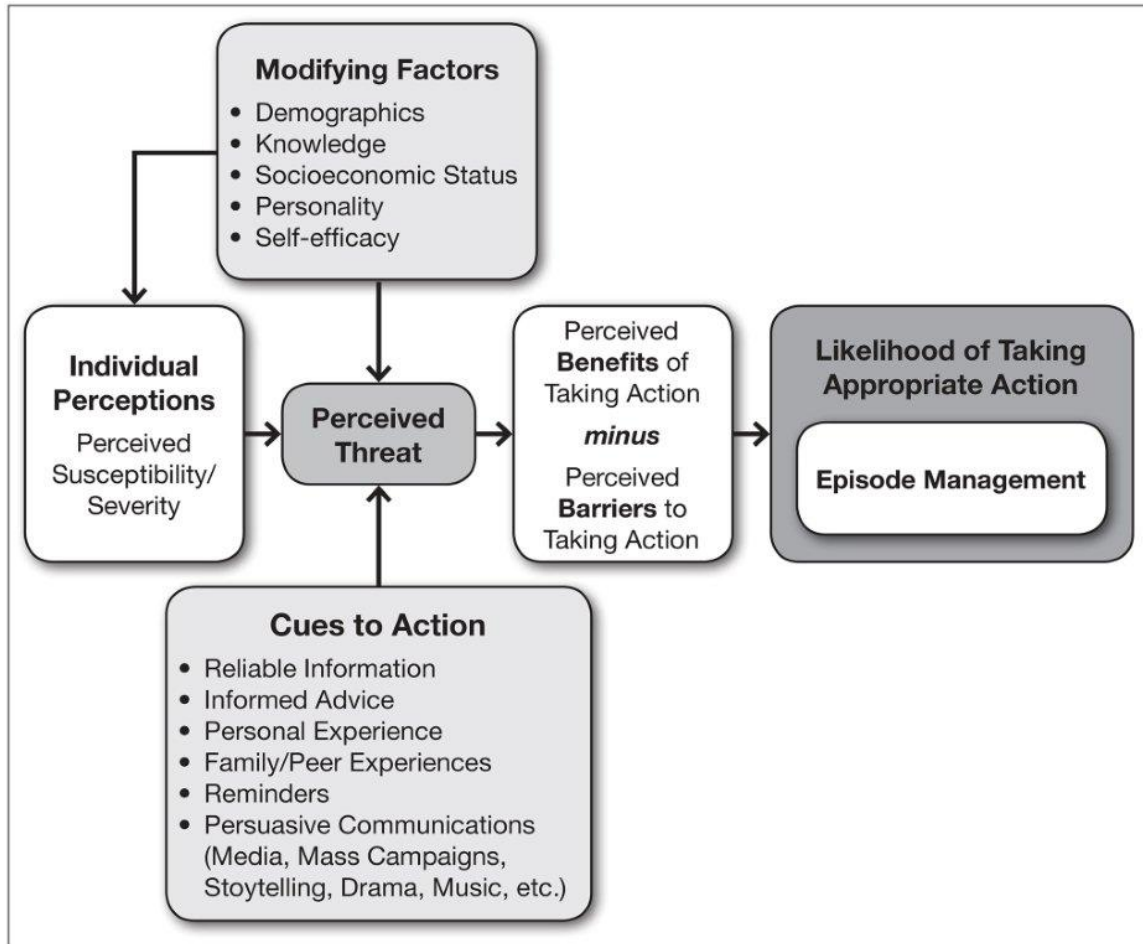 Modifying Factors
• Demographics
• Knowledge
• Socioeconomic Status
• Personality
• Self-efficacy
Individual
Perceptions
Perceived
Susceptibility/
Severity
Perceived
Threat
Perceived
Benefits of
Taking Action
minus
Perceived
Barriers to
Taking Action
Likelihood of Taking
Appropriate Action
Episode Management
Cues to Action
• Reliable Information
• Informed Advice
• Personal Experience
• Family/Peer Experiences
• Reminders
• Persuasive Communications
(Media, Mass Campaigns,
Stoytelling, Drama, Music, etc.)